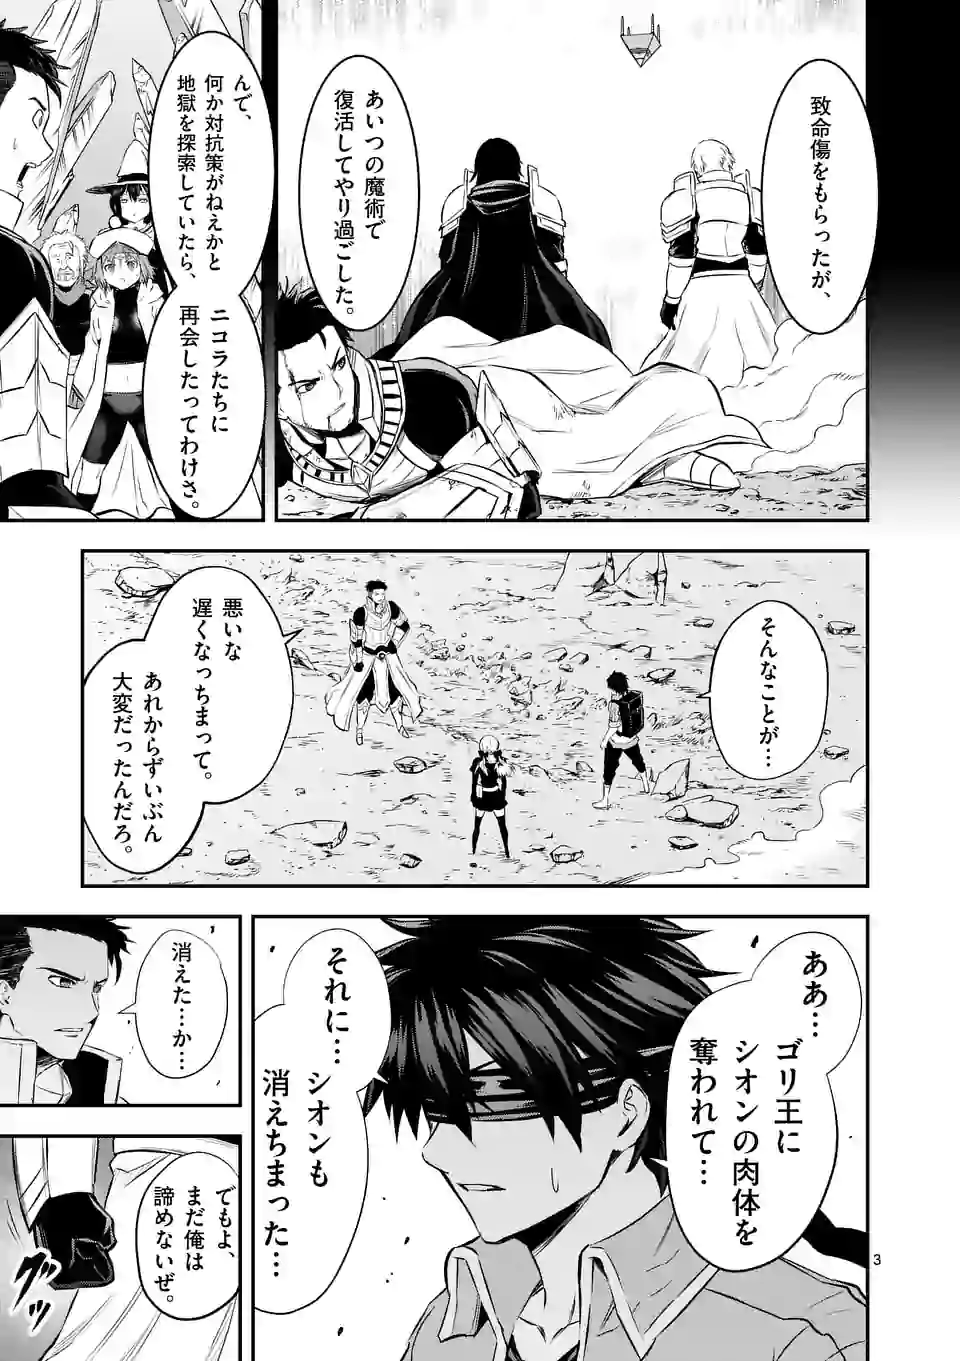 致命傷をもらったが、
あいつの魔術で
復活してやり過ごした。
んで、
何か対抗策がねえかと
地獄を探索していたら、
ニコラたちに
再会したってわけさ。
そんなことが…
悪いな
遅くなっちまって。
あれからずいぶん
大変だったんだろ。
ああ…
ゴリ王に
シオンの肉体を
奪われて…
それに…
シオンも
消えちまった…
消えた…か…
でもよ、
まだ俺は
諦めないぜ。
グッ
3